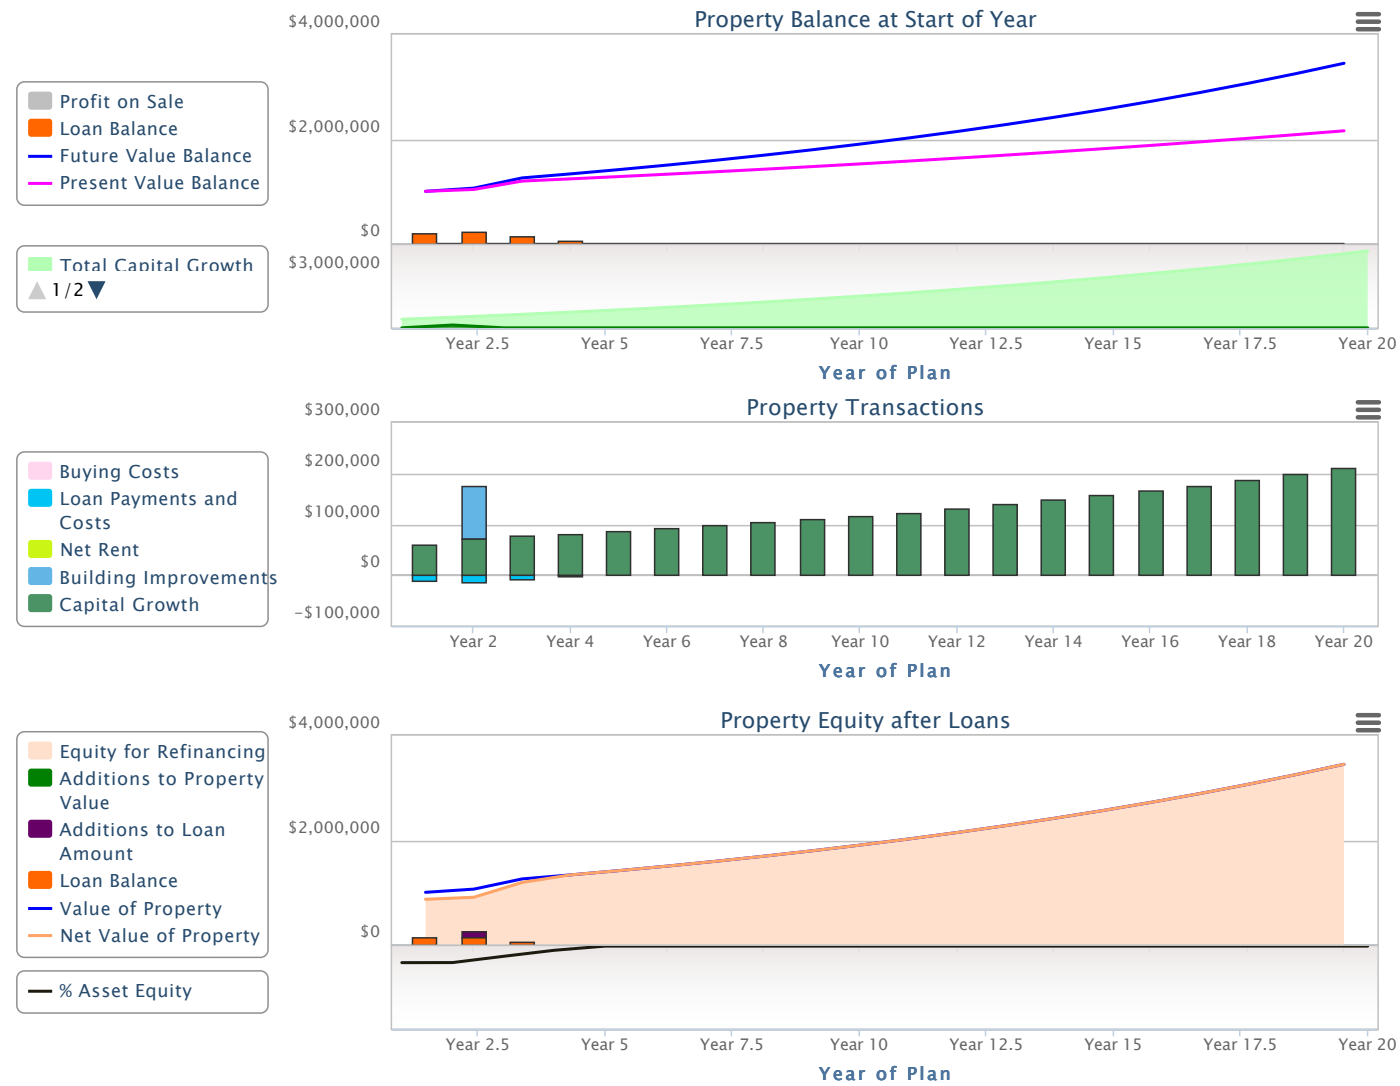 Property Balance at Start of Year
$4,000,000
$2,000,000
$0
$3,000,000
Profit on Sale
Loan Balance
Future Value Balance
Present Value Balance
Total Capital Growth
1/2
Year 2.5
Year 5
Year 7.5
Year 10
Year 12.5
Year 15
Year 17.5
Year 20
Year of Plan
Property Transactions
$300,000
$200,000
$100,000
$0
-$100,000
Buying Costs
Loan Payments and
Costs
Net Rent
Building Improvements
Capital Growth
Year 2
Year 4
Year 6
Year 8
Year 10
Year 12
Year 14
Year 16
Year 18
Year 20
Year of Plan
Property Equity after Loans
$4,000,000
$2,000,000
$0
Equity for Refinancing
Additions to Property
Value
Additions to Loan
Amount
Loan Balance
Value of Property
Net Value of Property
% Asset Equity
Year 2.5
Year 5
Year 7.5
Year 10
Year 12.5
Year 15
Year 17.5
Year 20
Year of Plan